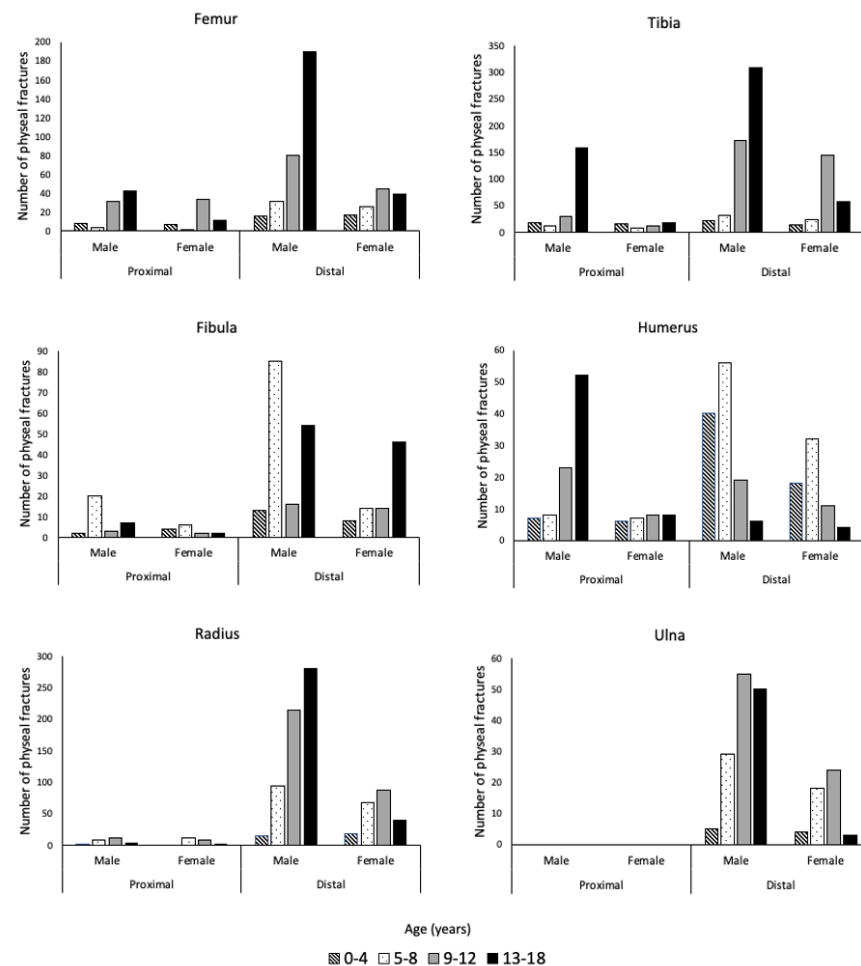 Femur
Number of physeal fractures
200
180
160
140
120
100
80
60
40
20
0
Male Female Male Female
Proximal Distal
Tibia
Number of physeal fractures
350
300
250
200
150
100
50
0
Male Female Male Female
Proximal Distal
Fibula
Number of physeal fractures
90
80
70
60
50
40
30
20
10
0
Male Female Male Female
Proximal Distal
Humerus
Number of physeal fractures
60
50
40
30
20
10
0
Male Female Male Female
Proximal Distal
Radius
Number of physeal fractures
300
250
200
150
100
50
0
Male Female Male Female
Proximal Distal
Ulna
Number of physeal fractures
60
50
40
30
20
10
0
Male Female Male Female
Proximal Distal
Age (years)
0-4 5-8 9-12 13-18